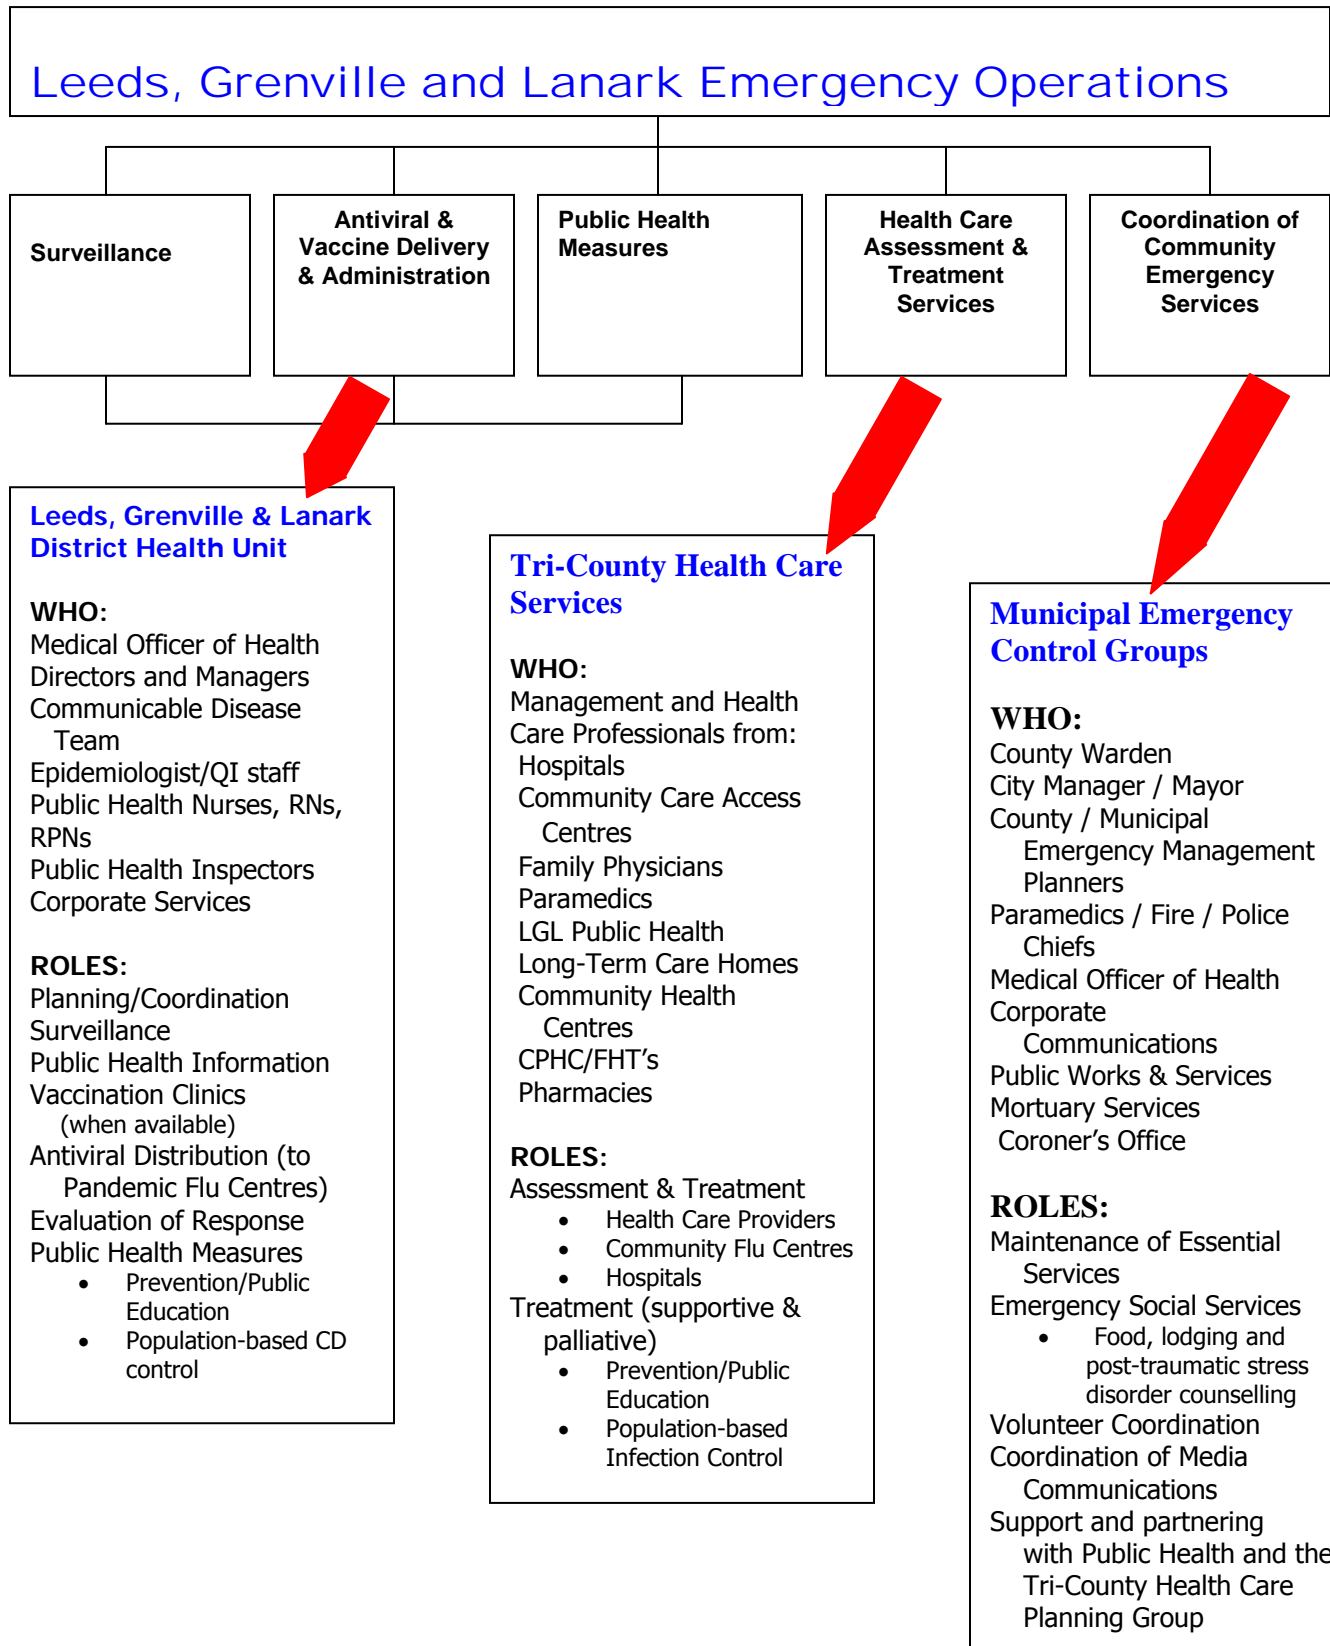 Leeds, Grenville and Lanark Emergency Operations
Surveillance
Antiviral &
Vaccine Delivery
& Administration
Public Health
Measures
Health Care
Assessment &
Treatment
Services
Coordination of
Community
Emergency
Services
Leeds, Grenville & Lanark
District Health Unit
WHO:
Medical Officer of Health
Directors and Managers
Communicable Disease
Team
Epidemiologist/QI staff
Public Health Nurses, RNs,
RPNs
Public Health Inspectors
Corporate Services
ROLES:
Planning/Coordination
Surveillance
Public Health Information
Vaccination Clinics
(when available)
Antiviral Distribution (to
Pandemic Flu Centres)
Evaluation of Response
Public Health Measures
• Prevention/Public
Education
• Population-based CD
control
Tri-County Health Care
Services
WHO:
Management and Health
Care Professionals from:
Hospitals
Community Care Access
Centres
Family Physicians
Paramedics
LGL Public Health
Long-Term Care Homes
Community Health
Centres
CPHC/FHT’s
Pharmacies
ROLES:
Assessment & Treatment
• Health Care Providers
• Community Flu Centres
• Hospitals
Treatment (supportive &
palliative)
• Prevention/Public
Education
• Population-based
Infection Control
Municipal Emergency
Control Groups
WHO:
County Warden
City Manager / Mayor
County / Municipal
Emergency Management
Planners
Paramedics / Fire / Police
Chiefs
Medical Officer of Health
Corporate
Communications
Public Works & Services
Mortuary Services
Coroner’s Office
ROLES:
Maintenance of Essential
Services
Emergency Social Services
• Food, lodging and
post-traumatic stress
disorder counselling
Volunteer Coordination
Coordination of Media
Communications
Support and partnering
with Public Health and the
Tri-County Health Care
Planning Group